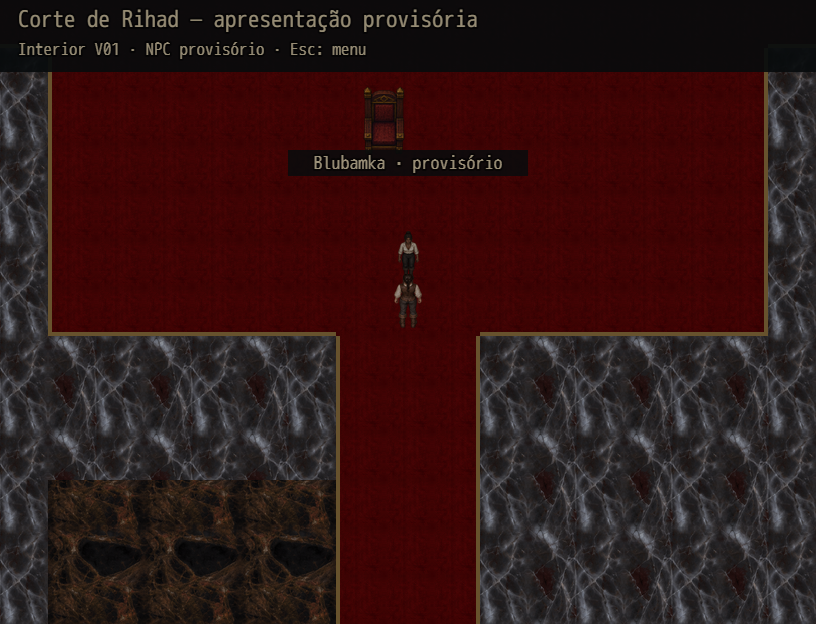 Corte de Rihad — apresentação provisória
Interior V01 · NPC provisório · Esc: menu
Blubamka · provisório